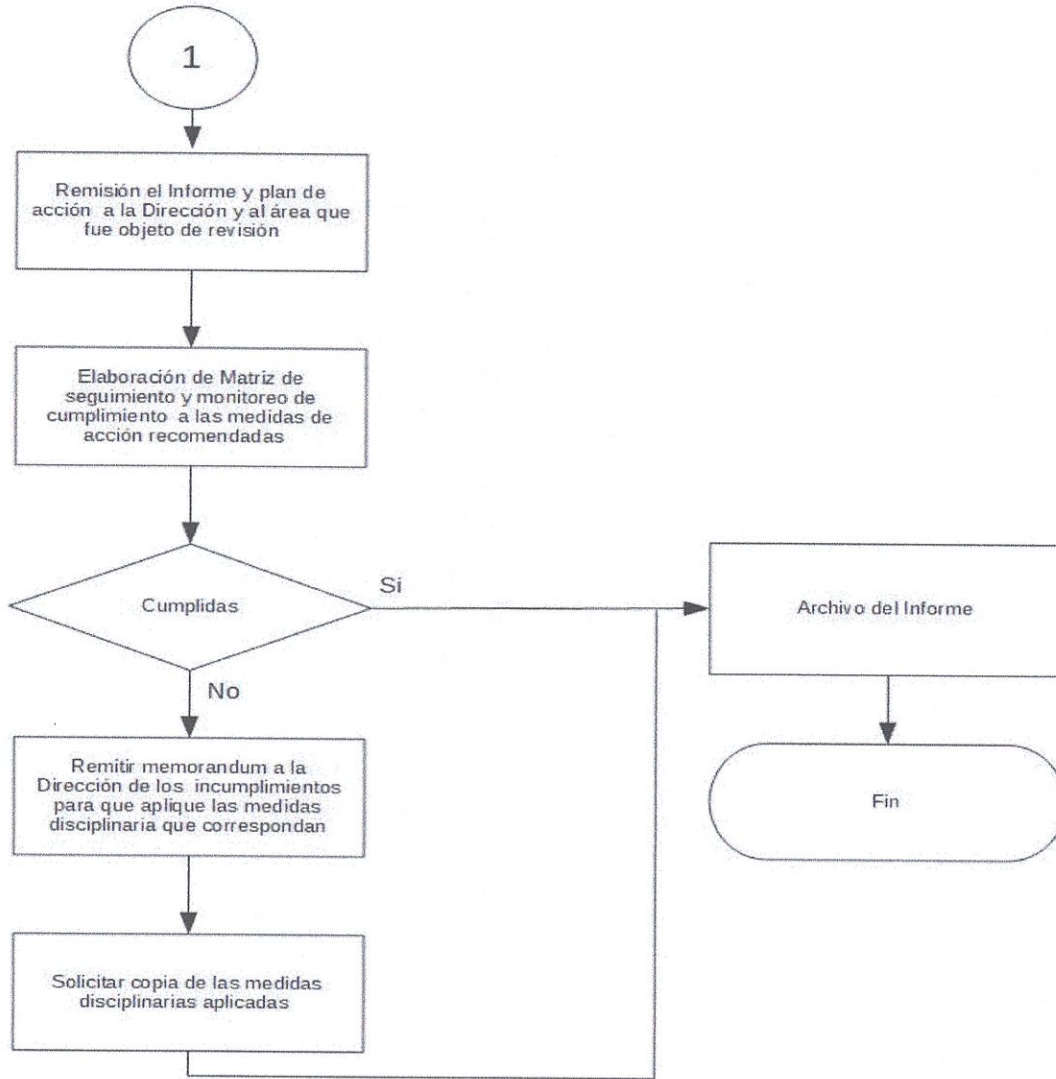 1
Remisión el Informe y plan de
acción a la Dirección y al área que
fue objeto de revisión
Elaboración de Matriz de
seguimiento y monitoreo de
cumplimiento a las medidas de
acción recomendadas
Cumplidas
Si
Archivo del Informe
No
Remitir memorandum a la
Dirección de los incumplimientos
para que aplique las medidas
disciplinaria que correspondan
Fin
Solicitar copia de las medidas
disciplinarias aplicadas